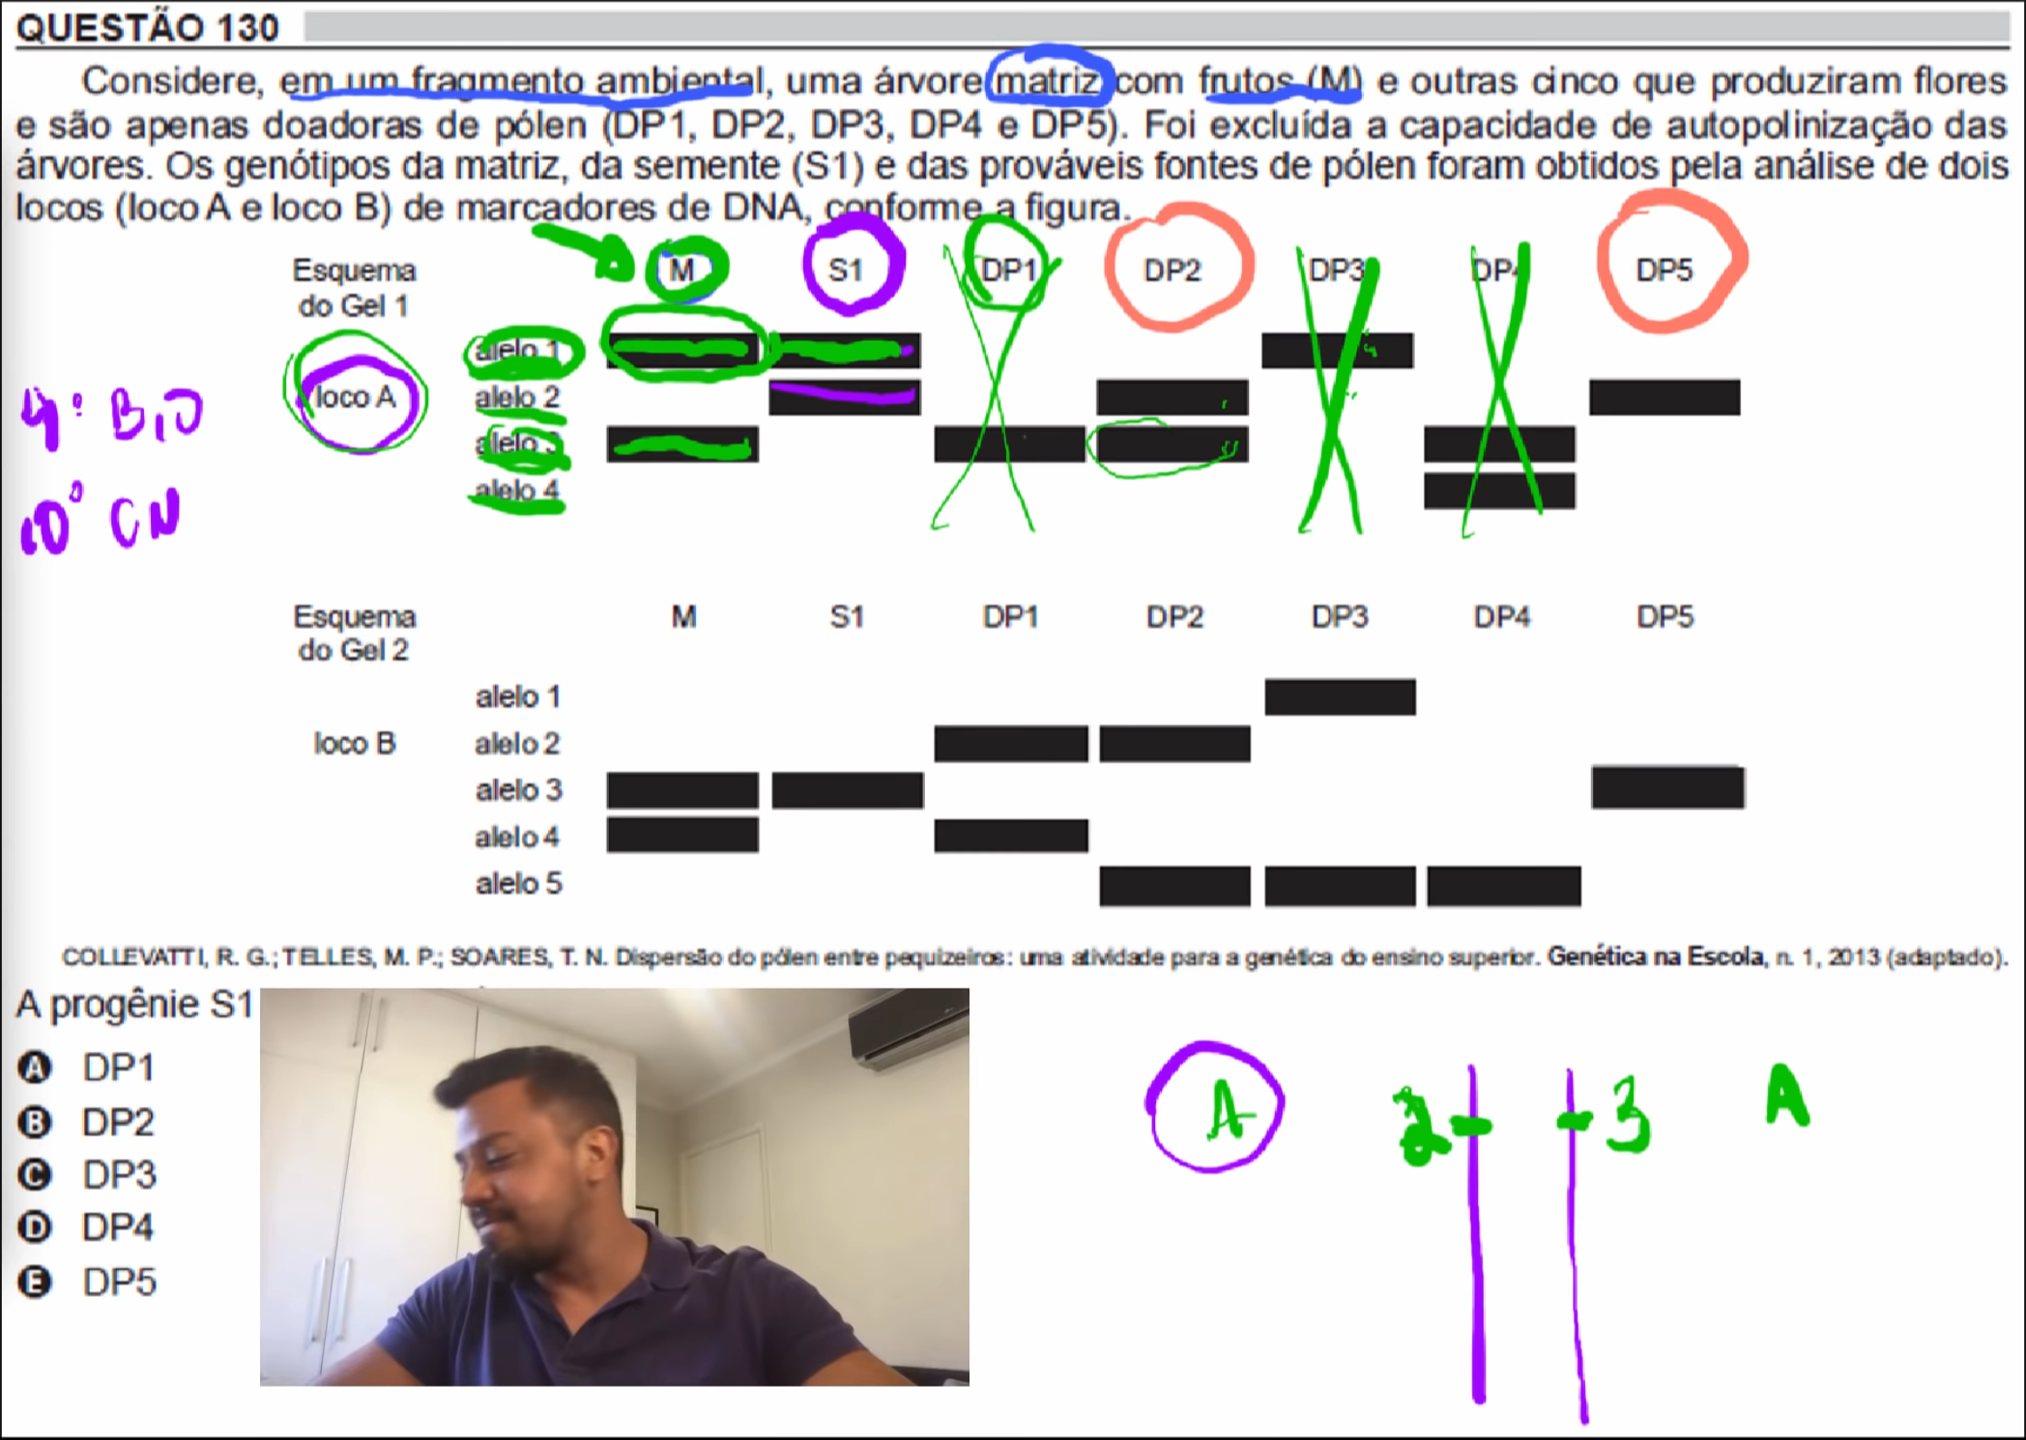 QUESTÃO 130
Considere, em um fragmento ambiental, uma árvore matriz com frutos (M) e outras cinco que produziram flores
e são apenas doadoras de pólen (DP1, DP2, DP3, DP4 e DP5). Foi excluída a capacidade de autopolinização das
árvores. Os genótipos da matriz, da semente (S1) e das prováveis fontes de pólen foram obtidos pela análise de dois
locos (loco A e loco B) de marcadores de DNA, conforme a figura.
Esquema
do Gel 1
M S1 DP1 DP2 DP3 DP4 DP5
alelo 1
loco A alelo 2
alelo 3
alelo 4
4ª BIO
10º CN
Esquema
do Gel 2
M S1 DP1 DP2 DP3 DP4 DP5
alelo 1
loco B alelo 2
alelo 3
alelo 4
alelo 5
COLLEVATTI, R. G.; TELLES, M. P.; SOARES, T. N. Dispersão do pólen entre pequizeiros: uma atividade para a genética do ensino superior. Genética na Escola, n. 1, 2013 (adaptado).
A progênie S1
A DP1
B DP2
C DP3
D DP4
E DP5
A 2 3 A